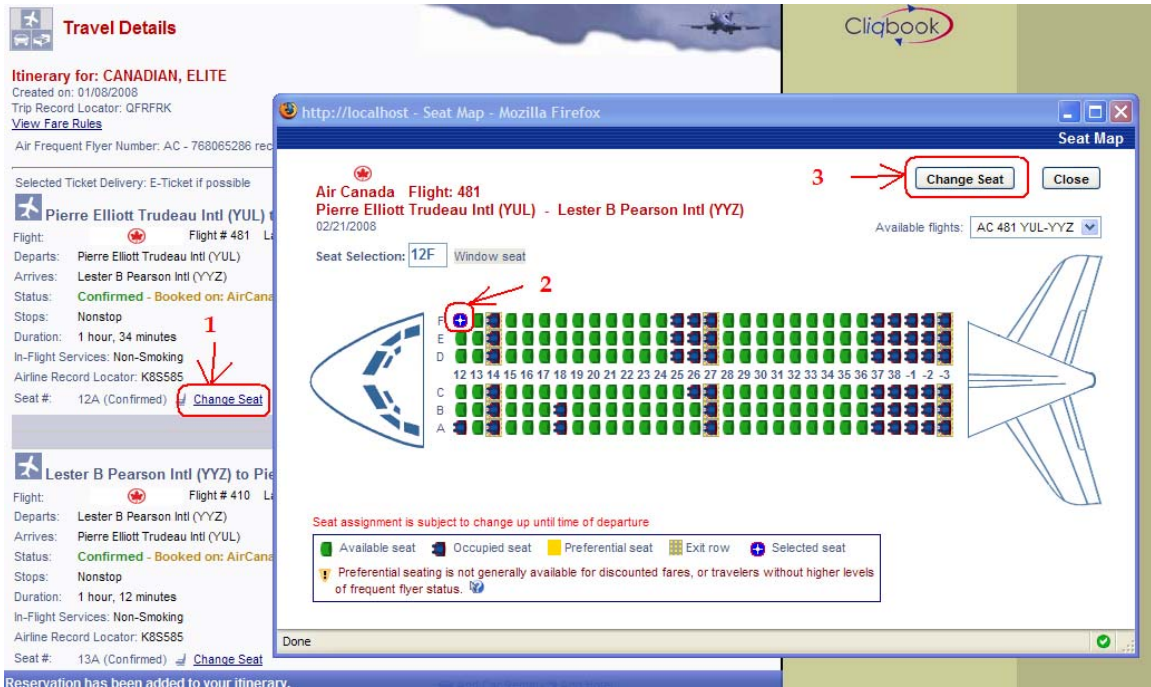 Travel Details
Cliqbook
Itinerary for: CANADIAN, ELITE
Created on: 01/08/2008
Trip Record Locator: QFRFRK
View Fare Rules
Air Frequent Flyer Number: AC - 768065286 rec
Selected Ticket Delivery: E-Ticket if possible
Pierre Elliott Trudeau Intl (YUL) t
Flight: Flight # 481 La
Departs: Pierre Elliott Trudeau Intl (YUL)
Arrives: Lester B Pearson Intl (YYZ)
Status: Confirmed - Booked on: AirCana
Stops: Nonstop
Duration: 1 hour, 34 minutes
1
In-Flight Services: Non-Smoking
Airline Record Locator: K8S585
Seat #: 12A (Confirmed) Change Seat
Lester B Pearson Intl (YYZ) to Pie
Flight: Flight # 410 La
Departs: Lester B Pearson Intl (YYZ)
Arrives: Pierre Elliott Trudeau Intl (YUL)
Status: Confirmed - Booked on: AirCana
Stops: Nonstop
Duration: 1 hour, 12 minutes
In-Flight Services: Non-Smoking
Airline Record Locator: K8S585
Seat #: 13A (Confirmed) Change Seat
Reservation has been added to your itinerary.
http://localhost - Seat Map - Mozilla Firefox
Seat Map
Air Canada Flight: 481
3
Change Seat Close
Pierre Elliott Trudeau Intl (YUL) - Lester B Pearson Intl (YYZ)
02/21/2008
Available flights: AC 481 YUL-YYZ
Seat Selection: 12F Window seat
2
F
E
D
12 13 14 15 16 17 18 19 20 21 22 23 24 25 26 27 28 29 30 31 32 33 34 35 36 37 38 -1 -2 -3
C
B
A
Seat assignment is subject to change up until time of departure
Available seat Occupied seat Preferential seat Exit row Selected seat
Preferential seating is not generally available for discounted fares, or travelers without higher levels
of frequent flyer status.
Done